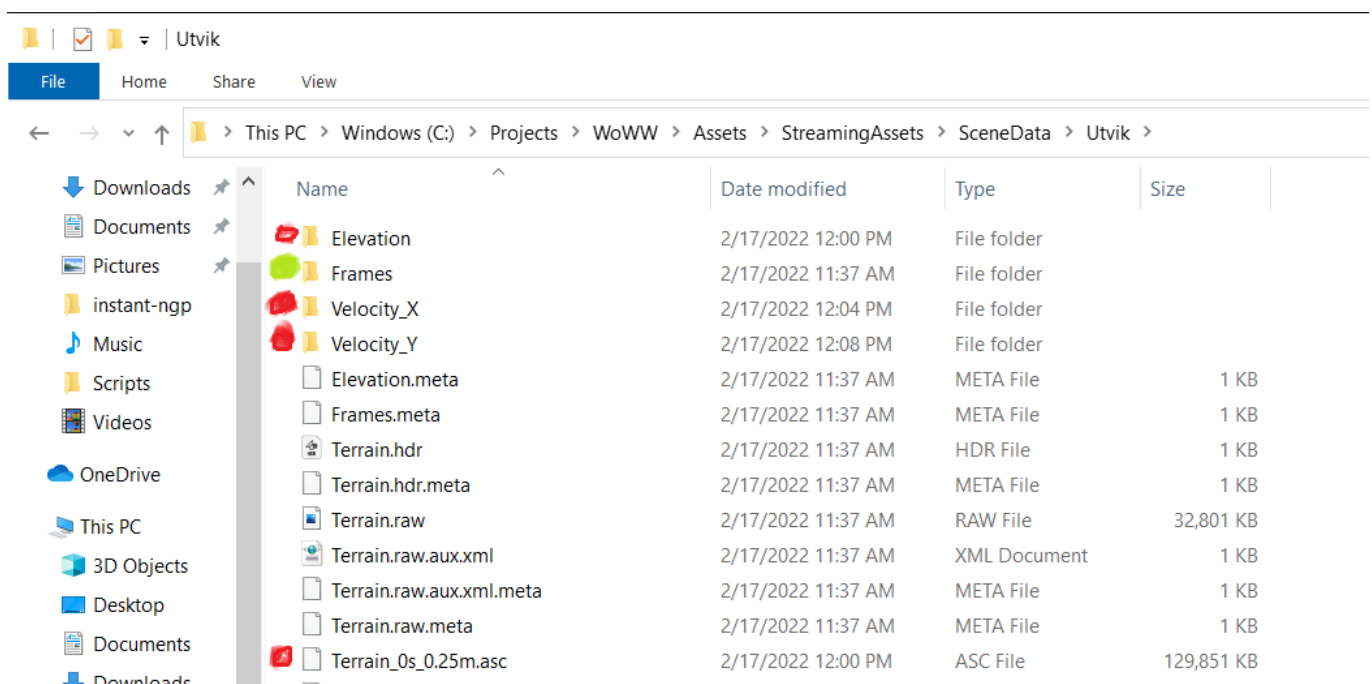 Utvik
File Home Share View
This PC > Windows (C:) > Projects > WoWW > Assets > StreamingAssets > SceneData > Utvik >
Downloads
Documents
Pictures
instant-ngp
Music
Scripts
Videos
OneDrive
This PC
3D Objects
Desktop
Documents
Downloads
Name Date modified Type Size
Elevation 2/17/2022 12:00 PM File folder
Frames 2/17/2022 11:37 AM File folder
Velocity_X 2/17/2022 12:04 PM File folder
Velocity_Y 2/17/2022 12:08 PM File folder
Elevation.meta 2/17/2022 11:37 AM META File 1 KB
Frames.meta 2/17/2022 11:37 AM META File 1 KB
Terrain.hdr 2/17/2022 11:37 AM HDR File 1 KB
Terrain.hdr.meta 2/17/2022 11:37 AM META File 1 KB
Terrain.raw 2/17/2022 11:37 AM RAW File 32,801 KB
Terrain.raw.aux.xml 2/17/2022 11:37 AM XML Document 1 KB
Terrain.raw.aux.xml.meta 2/17/2022 11:37 AM META File 1 KB
Terrain.raw.meta 2/17/2022 11:37 AM META File 1 KB
Terrain_0s_0.25m.asc 2/17/2022 12:00 PM ASC File 129,851 KB